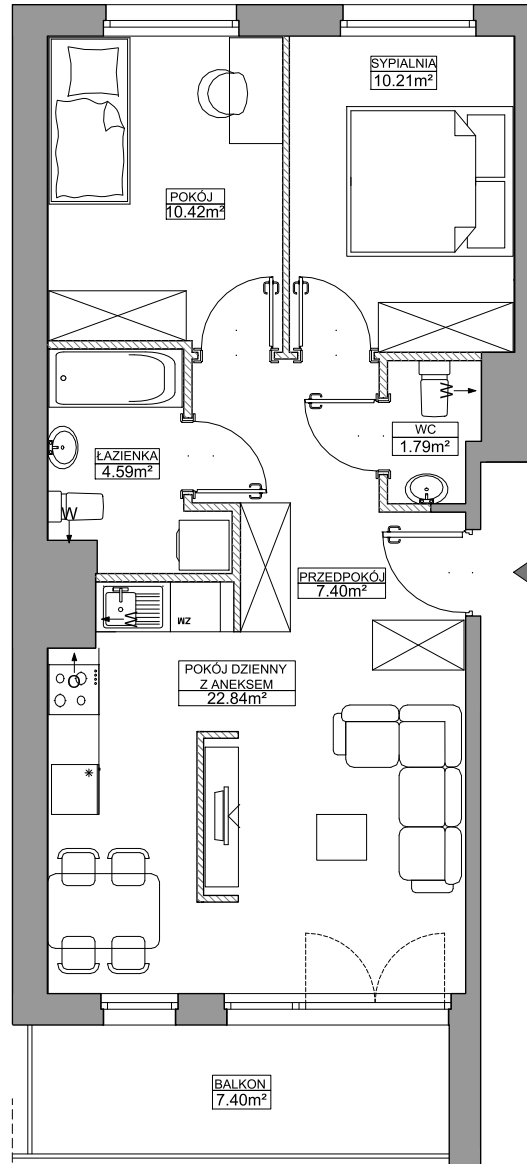 SYPIALNIA
10.21m²
POKÓJ
10.42m²
WC
1.79m²
ŁAZIENKA
4.59m²
PRZEDPOKÓJ
7.40m²
ZM
POKÓJ DZIENNY
Z ANEKSEM
22.84m²
BALKON
7.40m²